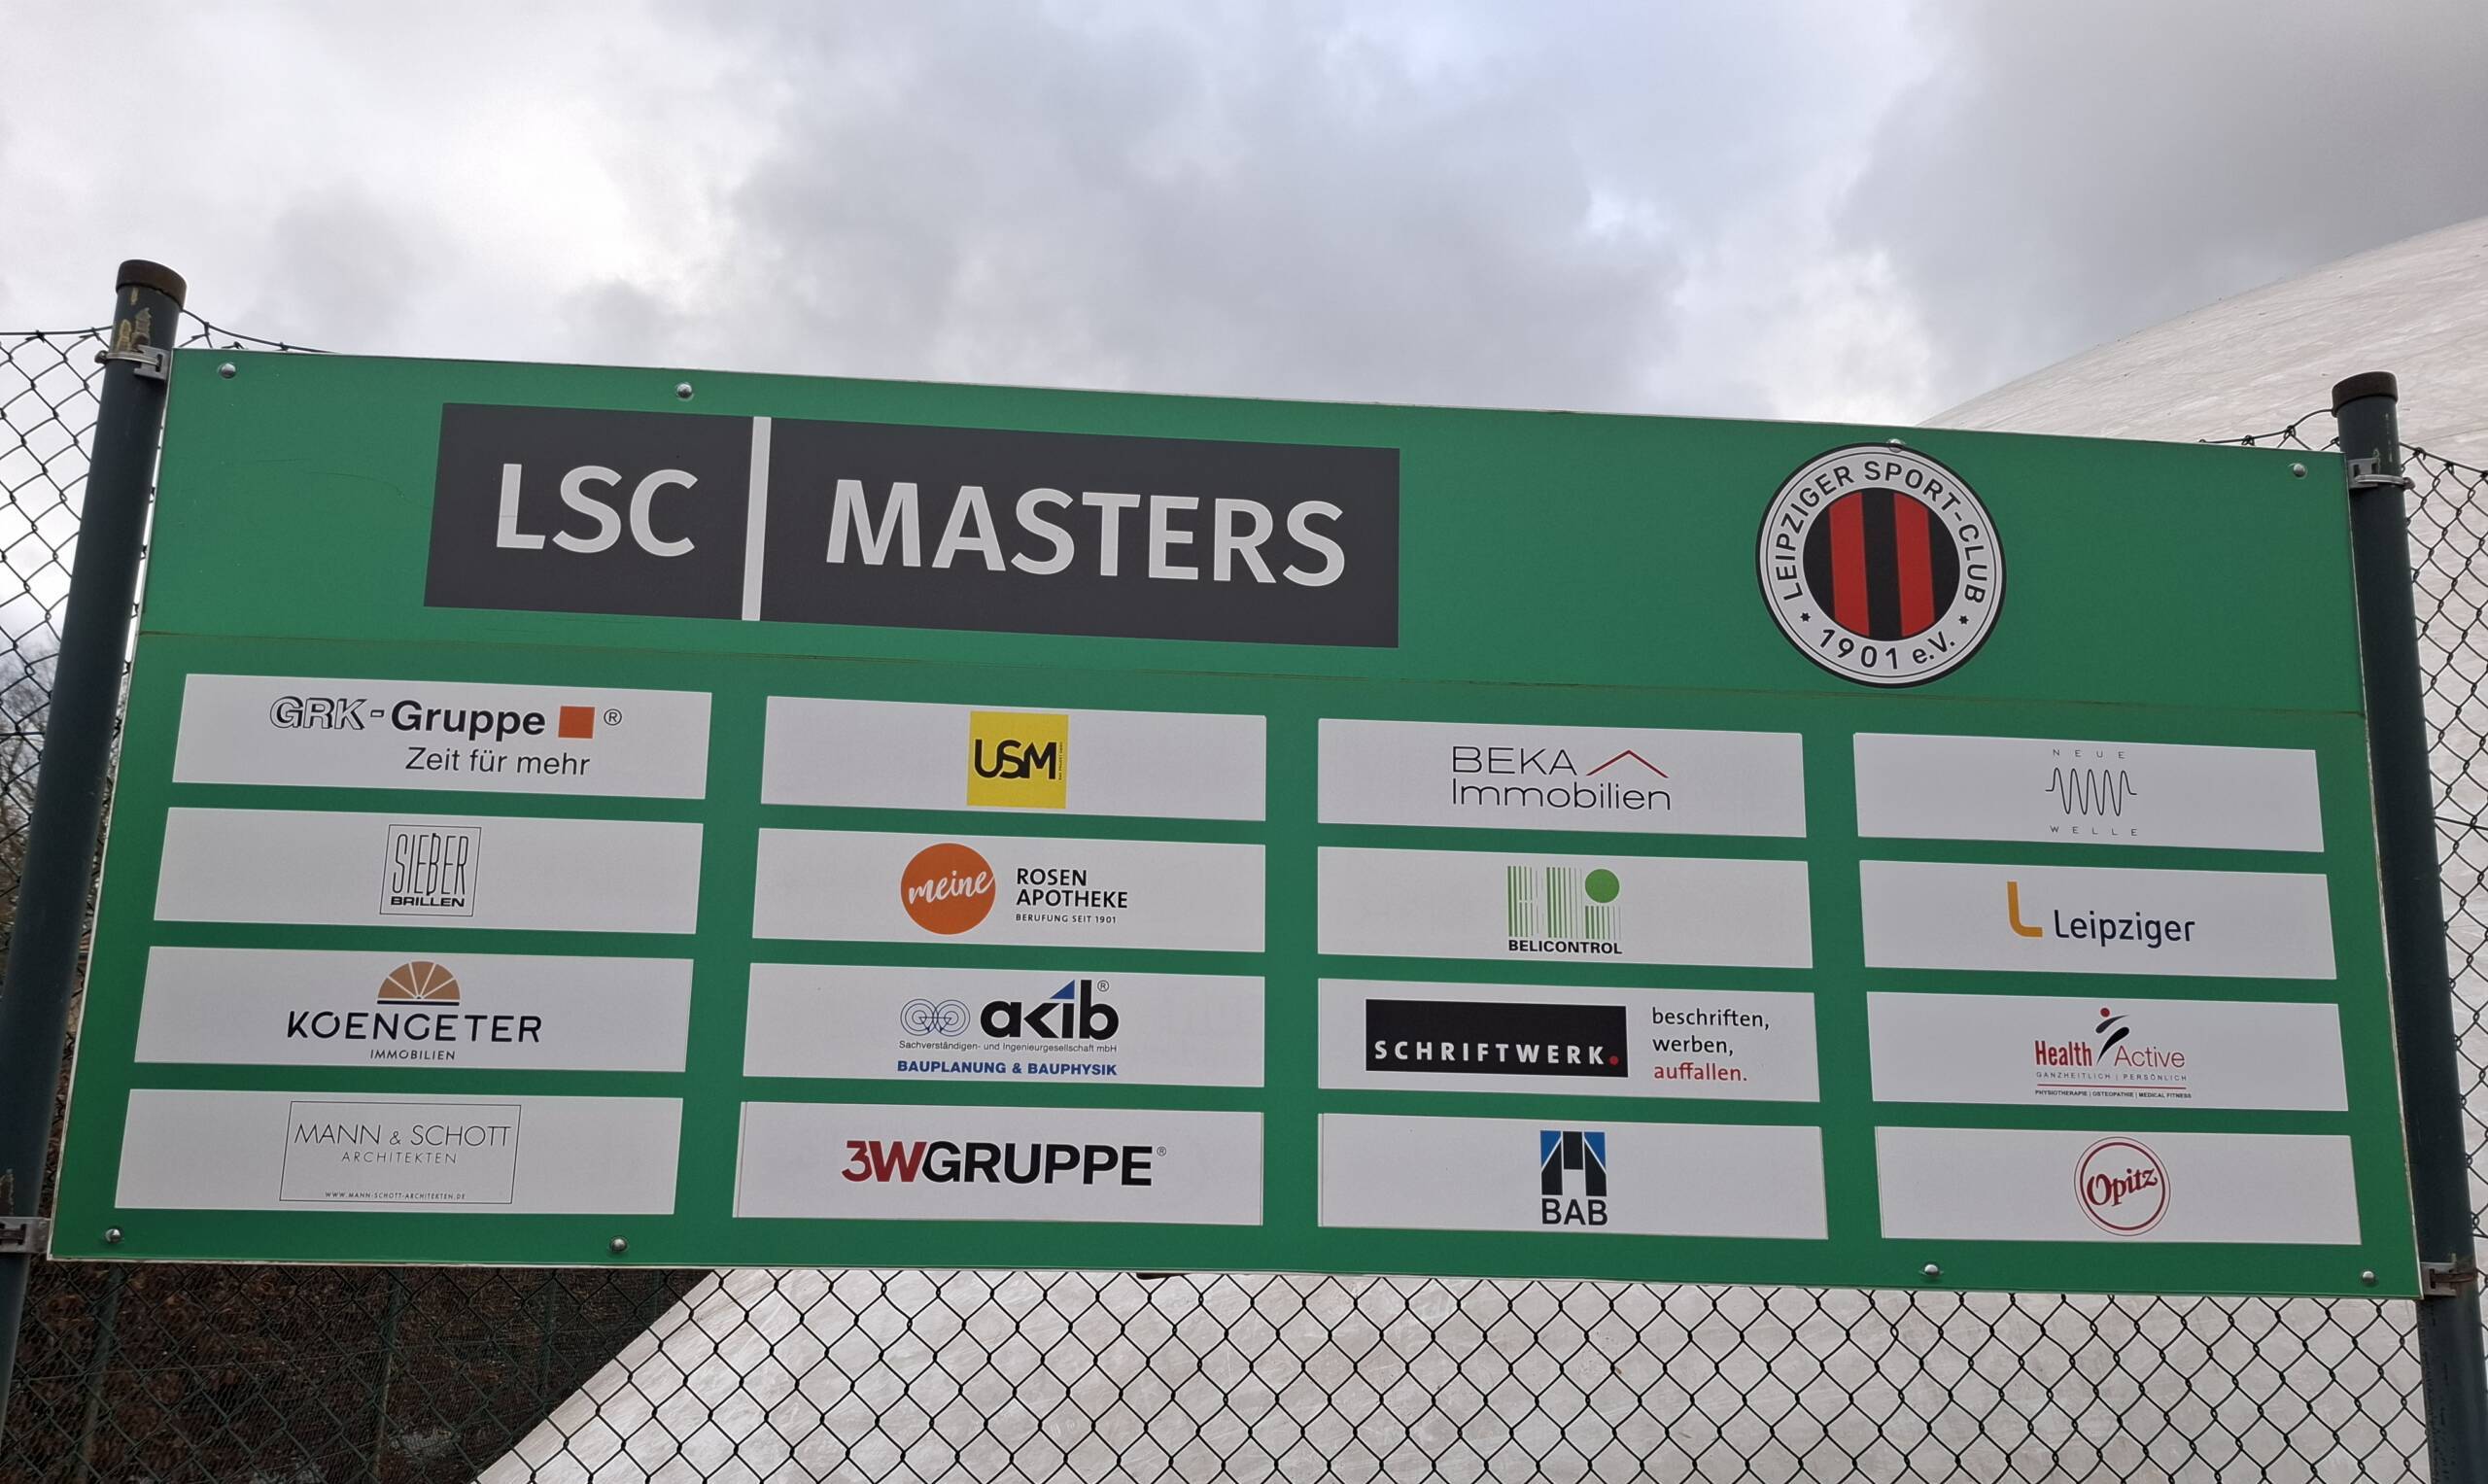 LSC MASTERS
LEIPZIGER SPORT-CLUB
* 1901 e.V. *
GRK-Gruppe ®
Zeit für mehr
USM
BEKA
Immobilien
NEUE
WELLE
SIEBER
BRILLEN
meine
ROSEN
APOTHEKE
BERUFUNG SEIT 1901
BELICONTROL
L Leipziger
KOENGETER
IMMOBILIEN
akib®
Sachverständigen- und Ingenieurgesellschaft mbH
BAUPLANUNG & BAUPHYSIK
SCHRIFTWERK.
beschriften,
werben,
auffallen.
Health Active
GANZHEITLICH | PERSÖNLICH
PHYSIOTHERAPIE | OSTEOPATHIE | MEDICAL FITNESS
MANN & SCHOTT
ARCHITEKTEN
WWW.MANN-SCHOTT-ARCHITEKTEN.DE
3WGRUPPE®
BAB
Opitz